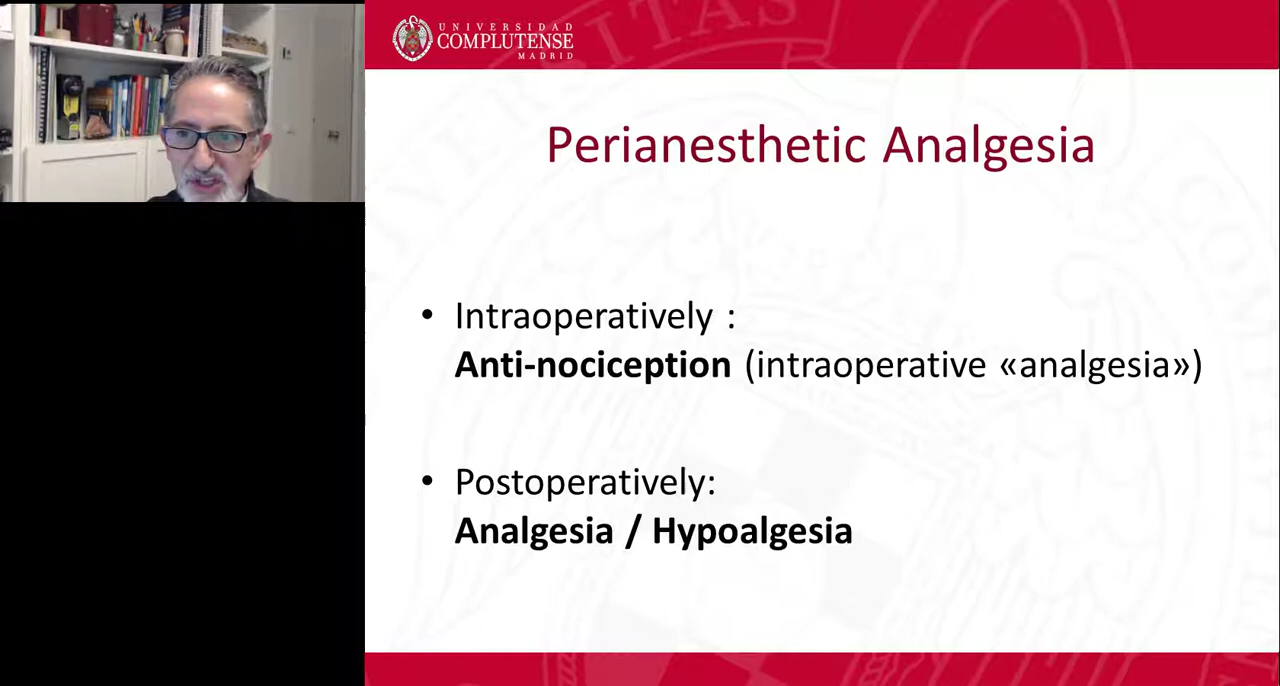 UNIVERSIDAD
COMPLUTENSE
MADRID
Perianesthetic Analgesia
• Intraoperatively :
Anti-nociception (intraoperative «analgesia»)
• Postoperatively:
Analgesia / Hypoalgesia